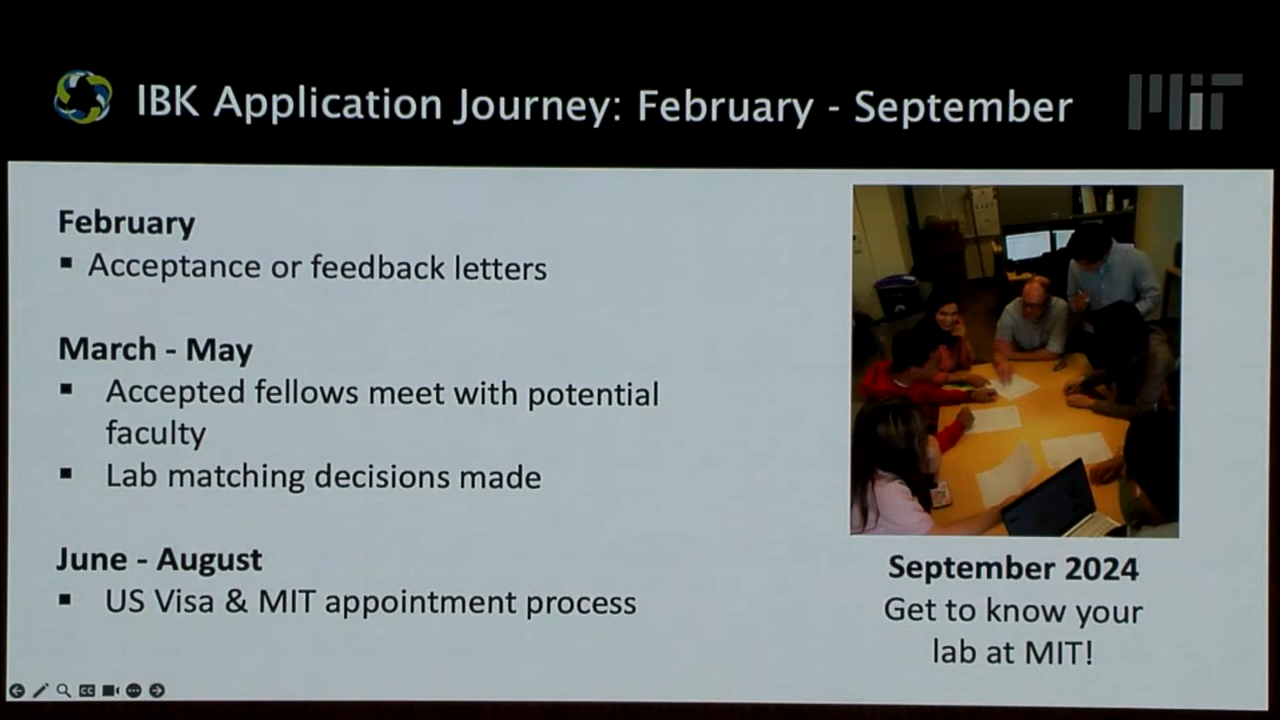 IBK Application Journey: February - September
MIT
February
▪ Acceptance or feedback letters
March - May
▪ Accepted fellows meet with potential
faculty
▪ Lab matching decisions made
June - August
▪ US Visa & MIT appointment process
September 2024
Get to know your
lab at MIT!
CC